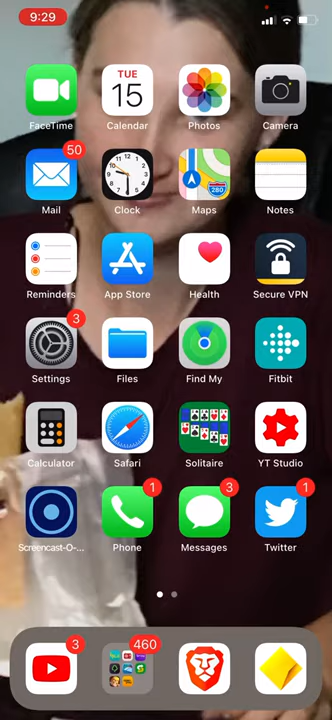 9:29
TUE
15
FaceTime
Calendar
Photos
Camera
50
280
Mail
Clock
Maps
Notes
Reminders
App Store
Health
Secure VPN
3
Settings
Files
Find My
Fitbit
Calculator
Safari
Solitaire
YT Studio
1
3
1
Screencast-O-...
Phone
Messages
Twitter
3
460